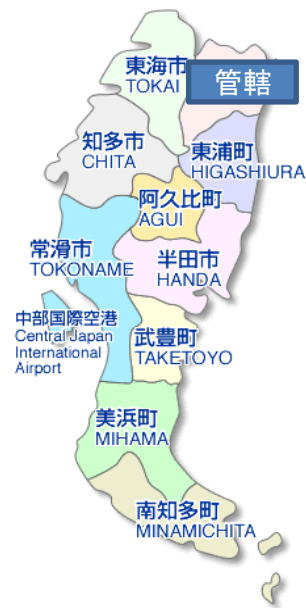 東海市
TOKAI
管轄
知多市
CHITA
東浦町
HIGASHIURA
阿久比町
AGUI
常滑市
TOKONAME
半田市
HANDA
中部国際空港
Central Japan
International
Airport
武豊町
TAKETOYO
美浜町
MIHAMA
南知多町
MINAMICHITA